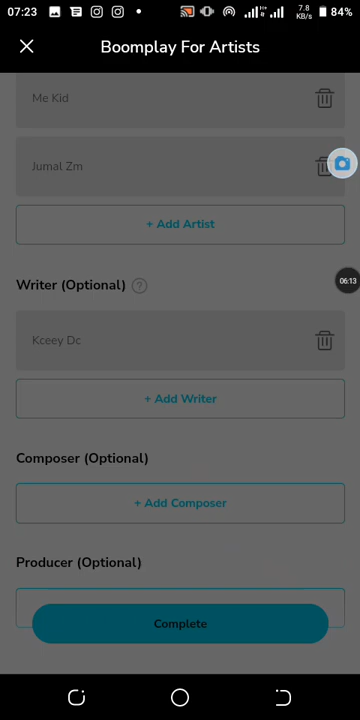 07:23
7.8
KB/s
84%
Boomplay For Artists
Me Kid
Jumal Zm
+ Add Artist
06:13
Writer (Optional) ?
Kceey Dc
+ Add Writer
Composer (Optional)
+ Add Composer
Producer (Optional)
Complete